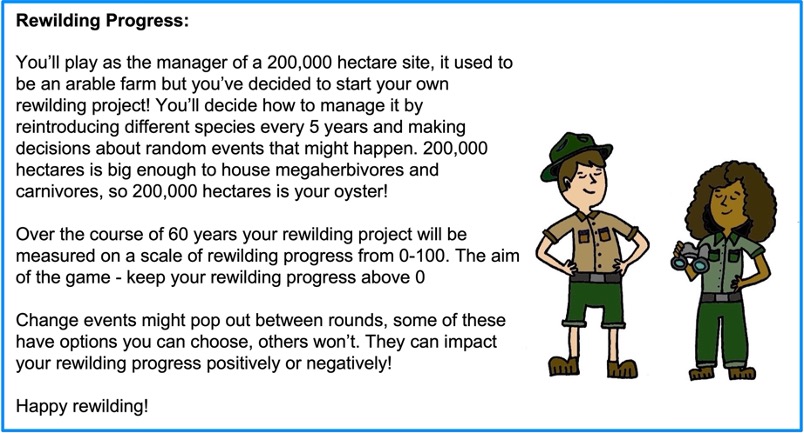 Rewilding Progress:
You'll play as the manager of a 200,000 hectare site, it used to
be an arable farm but you've decided to start your own
rewilding project! You'll decide how to manage it by
reintroducing different species every 5 years and making
decisions about random events that might happen. 200,000
hectares is big enough to house megaherbivores and
carnivores, so 200,000 hectares is your oyster!
Over the course of 60 years your rewilding project will be
measured on a scale of rewilding progress from 0-100. The aim
of the game - keep your rewilding progress above 0
Change events might pop out between rounds, some of these
have options you can choose, others won't. They can impact
your rewilding progress positively or negatively!
Happy rewilding!